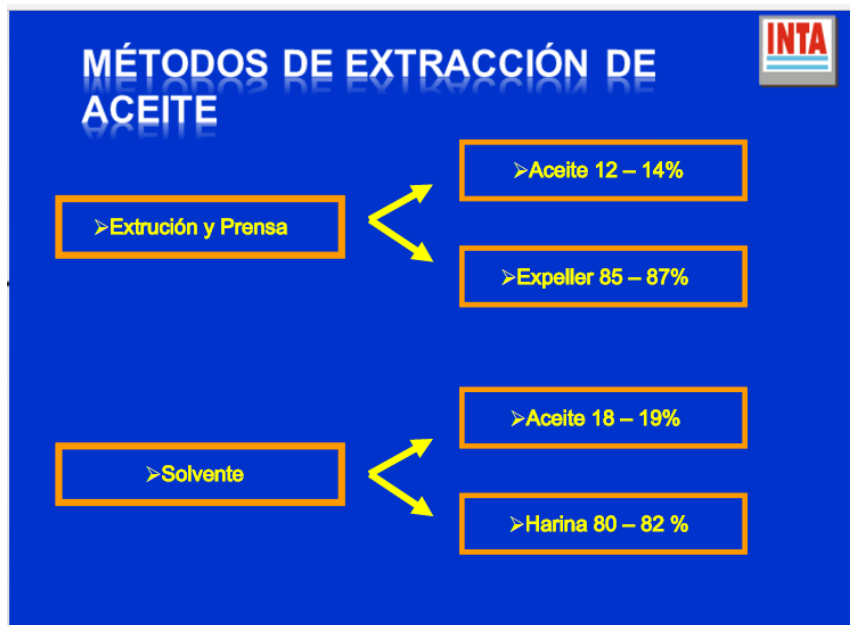 MÉTODOS DE EXTRACCIÓN DE
ACEITE
INTA
➢Aceite 12 – 14%
➢Extrución y Prensa
➢Expeller 85 – 87%
➢Aceite 18 – 19%
➢Solvente
➢Harina 80 – 82 %